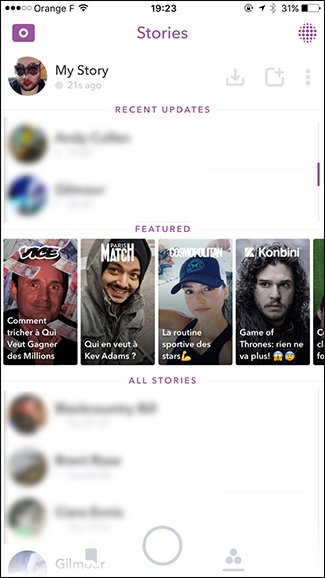 Orange F 19:23 31%
Stories
My Story
21s ago
RECENT UPDATES
Andy Cullen
Gilmour
FEATURED
VICE
Comment
tricher à Qui
Veut Gagner
des Millions
PARIS
MATCH
Qui en veut à
Kev Adams ?
COSMOPOLITAN
La routine
sportive des
stars💪
Konbini
Game of
Thrones: rien ne
va plus! 😱😰
ALL STORIES
Brent Rose
Ciara Ennis
Gilmour